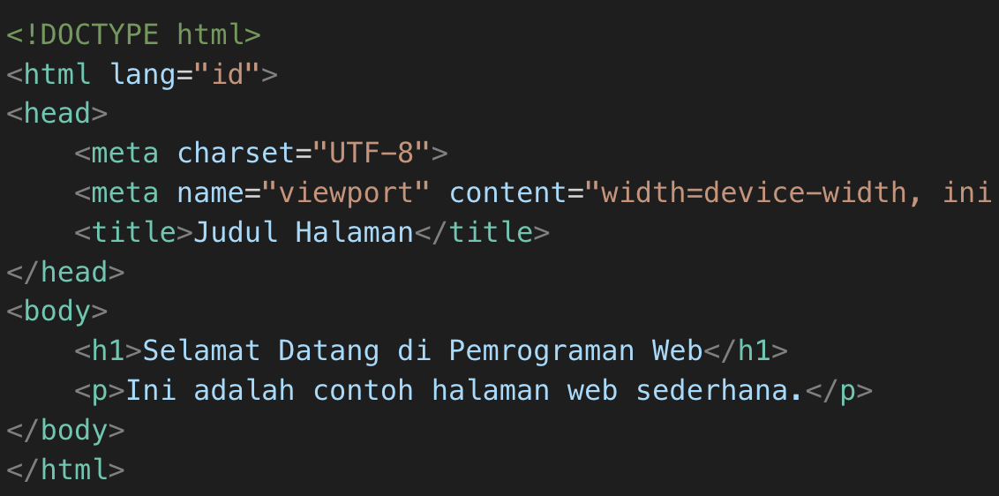 <!DOCTYPE html>
<html lang="id">
<head>
    <meta charset="UTF-8">
    <meta name="viewport" content="width=device-width, ini
    <title>Judul Halaman</title>
</head>
<body>
    <h1>Selamat Datang di Pemrograman Web</h1>
    <p>Ini adalah contoh halaman web sederhana.</p>
</body>
</html>